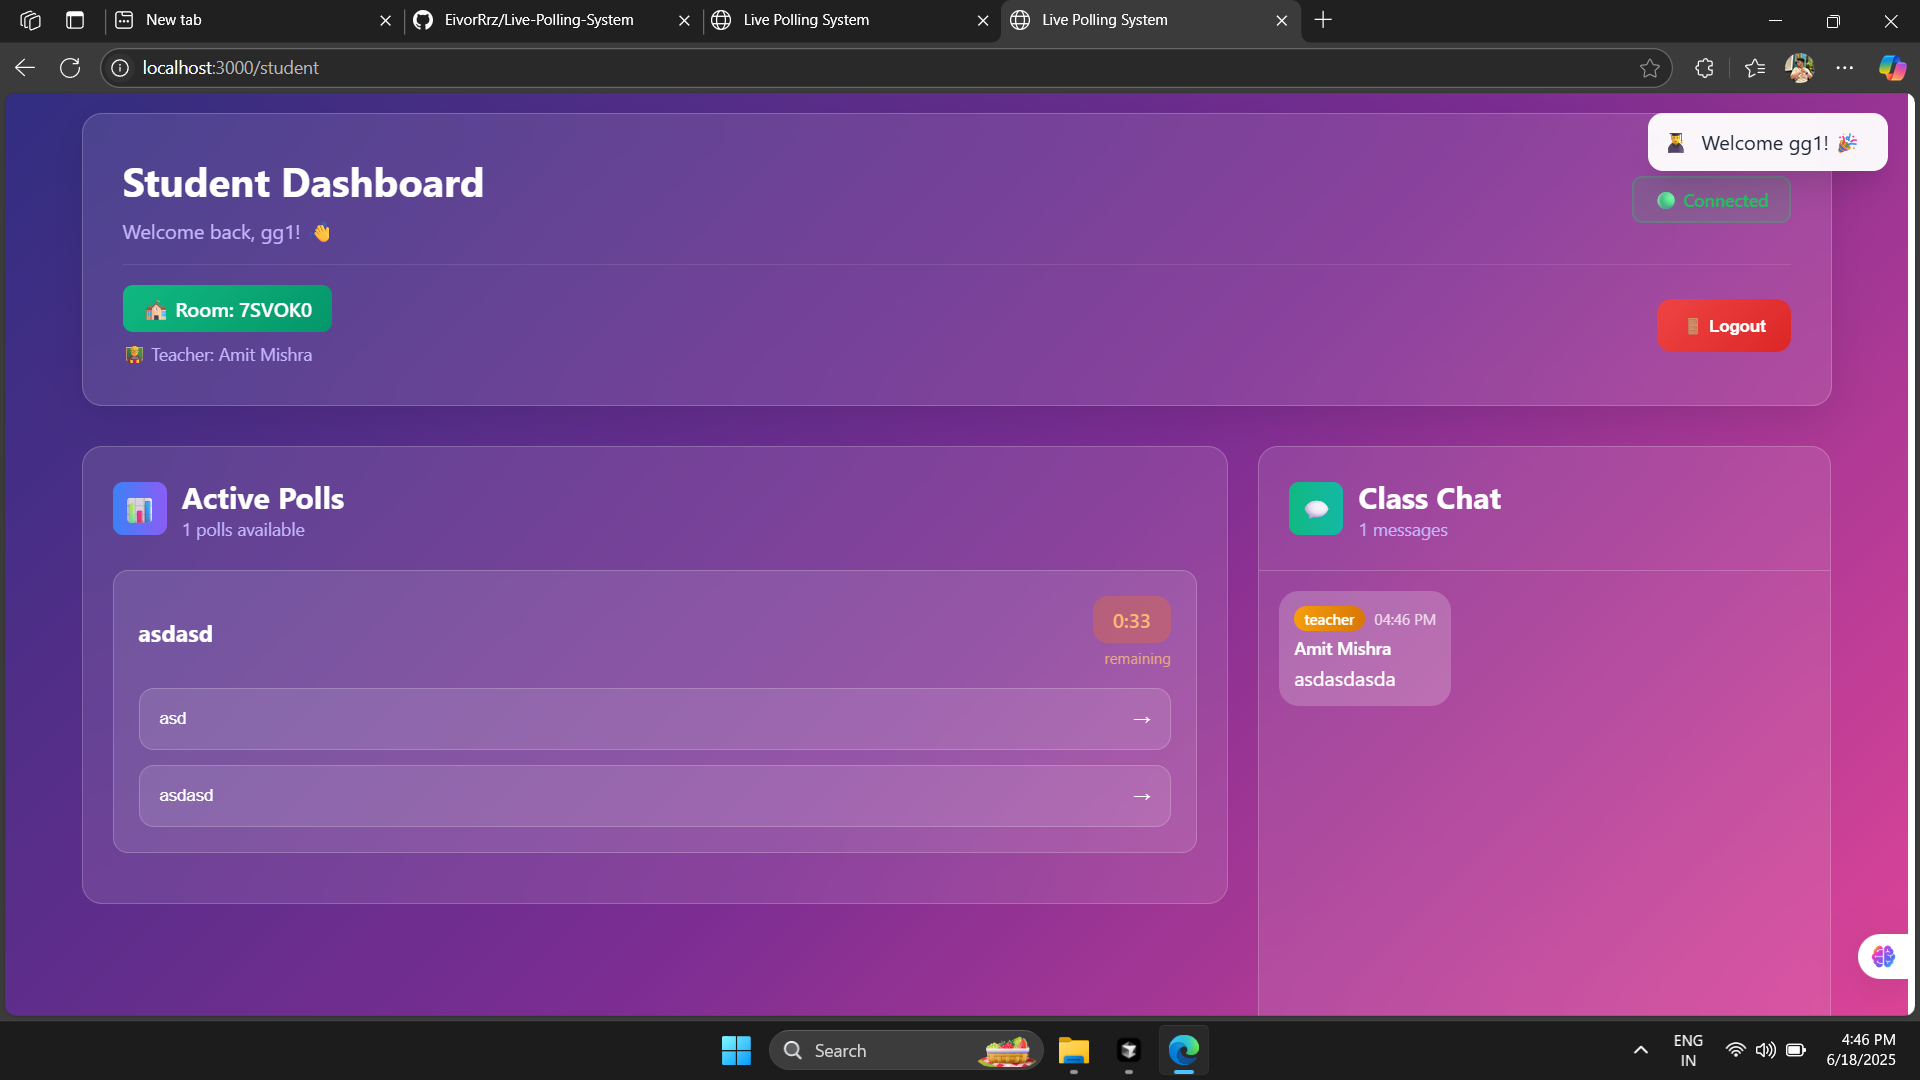 New tab
EivorRrz/Live-Polling-System
Live Polling System
Live Polling System
localhost:3000/student
Welcome gg1! 🎉
Student Dashboard
Connected
Welcome back, gg1! 👋
Room: 7SVOK0
Logout
Teacher: Amit Mishra
Active Polls
1 polls available
asdasd
0:33
remaining
asd →
asdasd →
Class Chat
1 messages
teacher 04:46 PM
Amit Mishra
asdasdasda
Search
ENG
IN
4:46 PM
6/18/2025